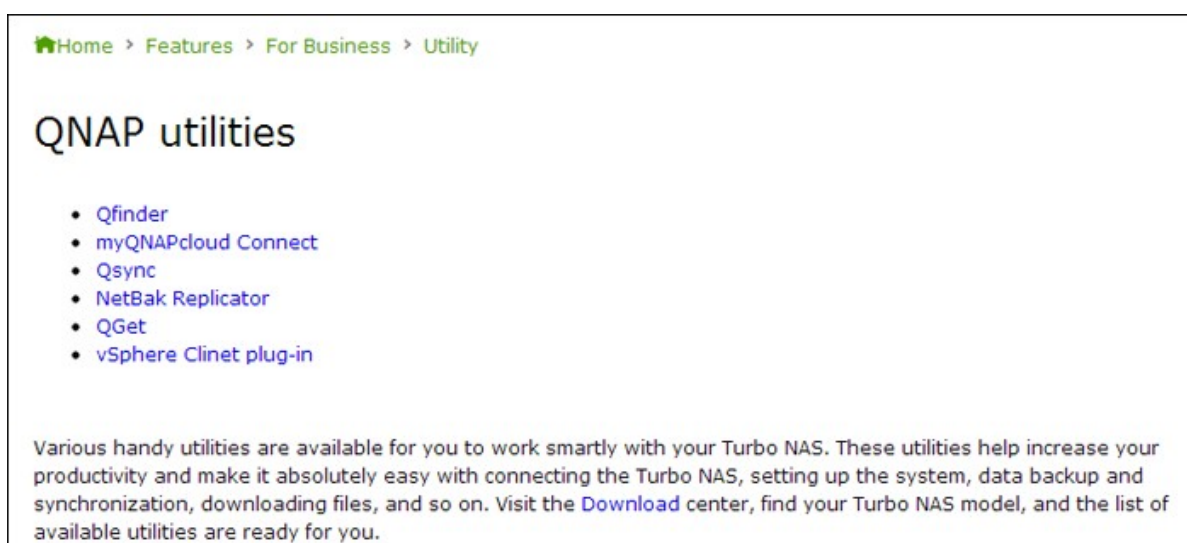 Home > Features > For Business > Utility
QNAP utilities
• Qfinder
• myQNAPcloud Connect
• Qsync
• NetBak Replicator
• QGet
• vSphere Clinet plug-in
Various handy utilities are available for you to work smartly with your Turbo NAS. These utilities help increase your
productivity and make it absolutely easy with connecting the Turbo NAS, setting up the system, data backup and
synchronization, downloading files, and so on. Visit the Download center, find your Turbo NAS model, and the list of
available utilities are ready for you.